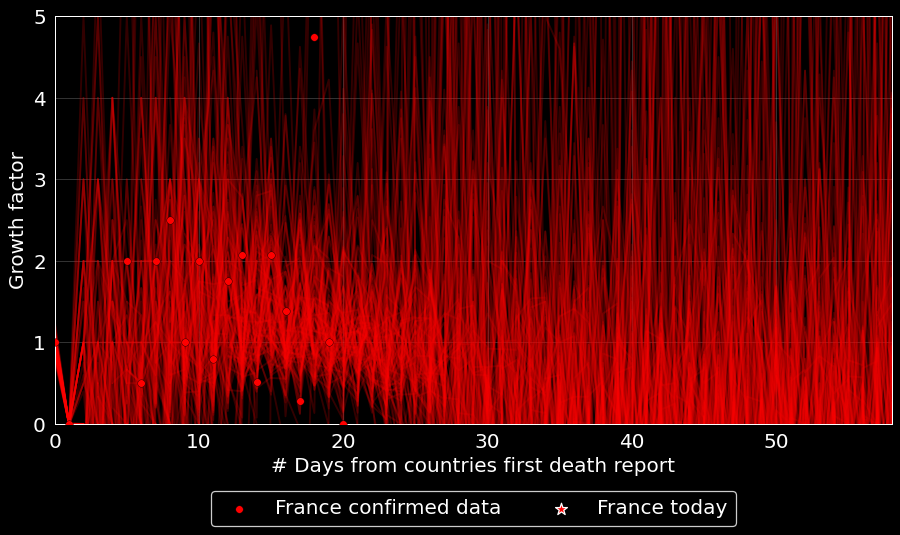 5
4
3
2
1
0
Growth factor
0 10 20 30 40 50
# Days from countries first death report
France confirmed data France today